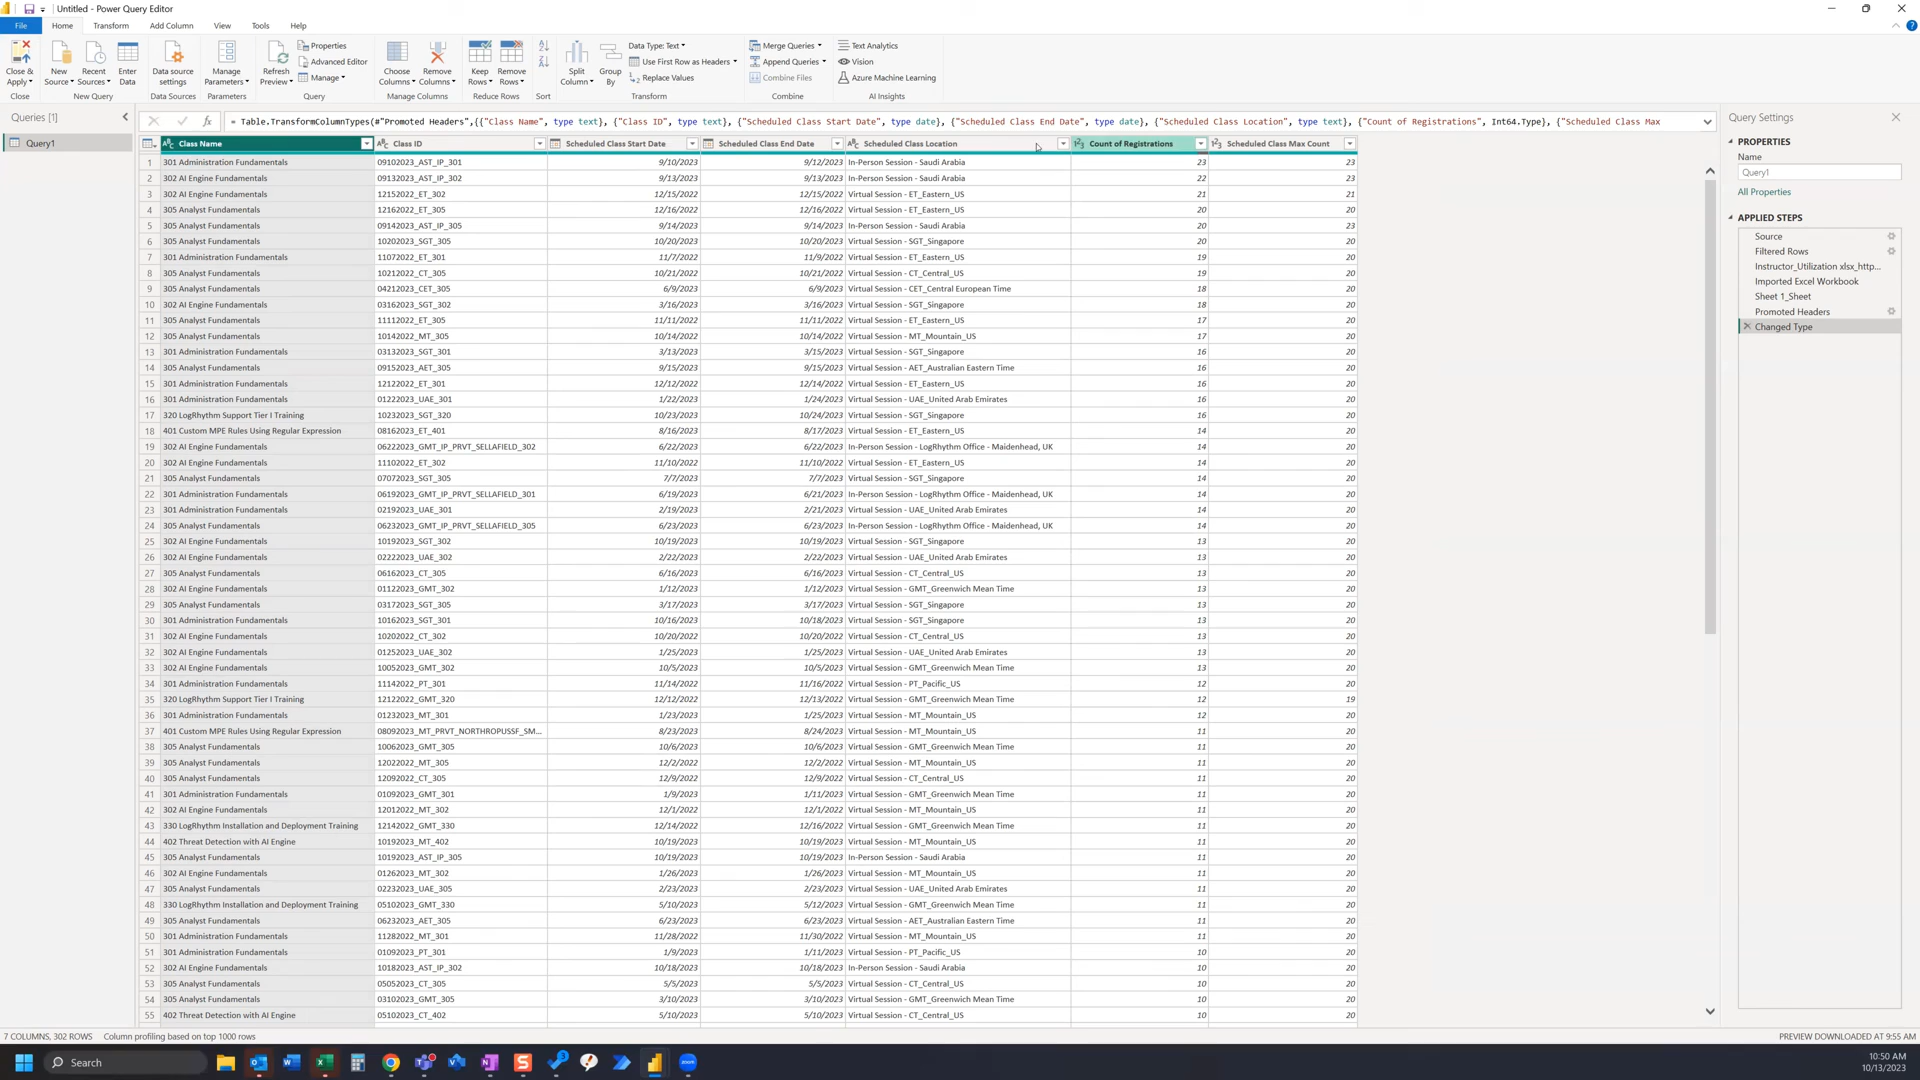 Untitled - Power Query Editor
File Home Transform Add Column View Tools Help
Close & Apply New Source Recent Sources Enter Data Data source settings Manage Parameters Refresh Preview Properties Advanced Editor Manage Choose Columns Remove Columns Keep Rows Remove Rows Split Column Group By Data Type: Text Use First Row as Headers Replace Values Merge Queries Append Queries Combine Files Text Analytics Vision Azure Machine Learning
Close New Query Data Sources Parameters Query Manage Columns Reduce Rows Sort Transform Combine AI Insights
Queries [1]
Query1
= Table.TransformColumnTypes(#"Promoted Headers",{{"Class Name", type text}, {"Class ID", type text}, {"Scheduled Class Start Date", type date}, {"Scheduled Class End Date", type date}, {"Scheduled Class Location", type text}, {"Count of Registrations", Int64.Type}, {"Scheduled Class Max
Class Name Class ID Scheduled Class Start Date Scheduled Class End Date Scheduled Class Location Count of Registrations Scheduled Class Max Count
1 301 Administration Fundamentals 09102023_AST_IP_301 9/10/2023 9/12/2023 In-Person Session - Saudi Arabia 23 23
2 302 AI Engine Fundamentals 09132023_AST_IP_302 9/13/2023 9/13/2023 In-Person Session - Saudi Arabia 22 23
3 302 AI Engine Fundamentals 12152022_ET_302 12/15/2022 12/15/2022 Virtual Session - ET_Eastern_US 21 21
4 305 Analyst Fundamentals 12162022_ET_305 12/16/2022 12/16/2022 Virtual Session - ET_Eastern_US 20 20
5 305 Analyst Fundamentals 09142023_AST_IP_305 9/14/2023 9/14/2023 In-Person Session - Saudi Arabia 20 23
6 305 Analyst Fundamentals 10202023_SGT_305 10/20/2023 10/20/2023 Virtual Session - SGT_Singapore 20 20
7 301 Administration Fundamentals 11072022_ET_301 11/7/2022 11/9/2022 Virtual Session - ET_Eastern_US 19 20
8 305 Analyst Fundamentals 10212022_CT_305 10/21/2022 10/21/2022 Virtual Session - CT_Central_US 19 20
9 305 Analyst Fundamentals 04212023_CET_305 6/9/2023 6/9/2023 Virtual Session - CET_Central European Time 18 20
10 302 AI Engine Fundamentals 03162023_SGT_302 3/16/2023 3/16/2023 Virtual Session - SGT_Singapore 18 20
11 305 Analyst Fundamentals 11112022_ET_305 11/11/2022 11/11/2022 Virtual Session - ET_Eastern_US 17 20
12 305 Analyst Fundamentals 10142022_MT_305 10/14/2022 10/14/2022 Virtual Session - MT_Mountain_US 17 20
13 301 Administration Fundamentals 03132023_SGT_301 3/13/2023 3/15/2023 Virtual Session - SGT_Singapore 16 20
14 305 Analyst Fundamentals 09152023_AET_305 9/15/2023 9/15/2023 Virtual Session - AET_Australian Eastern Time 16 20
15 301 Administration Fundamentals 12122022_ET_301 12/12/2022 12/14/2022 Virtual Session - ET_Eastern_US 16 20
16 301 Administration Fundamentals 01222023_UAE_301 1/22/2023 1/24/2023 Virtual Session - UAE_United Arab Emirates 16 20
17 320 LogRhythm Support Tier I Training 10232023_SGT_320 10/23/2023 10/24/2023 Virtual Session - SGT_Singapore 16 20
18 401 Custom MPE Rules Using Regular Expression 08162023_ET_401 8/16/2023 8/17/2023 Virtual Session - ET_Eastern_US 14 20
19 302 AI Engine Fundamentals 06222023_GMT_IP_PRVT_SELLAFIELD_302 6/22/2023 6/22/2023 In-Person Session - LogRhythm Office - Maidenhead, UK 14 20
20 302 AI Engine Fundamentals 11102022_ET_302 11/10/2022 11/10/2022 Virtual Session - ET_Eastern_US 14 20
21 305 Analyst Fundamentals 07072023_SGT_305 7/7/2023 7/7/2023 Virtual Session - SGT_Singapore 14 20
22 301 Administration Fundamentals 06192023_GMT_IP_PRVT_SELLAFIELD_301 6/19/2023 6/21/2023 In-Person Session - LogRhythm Office - Maidenhead, UK 14 20
23 301 Administration Fundamentals 02192023_UAE_301 2/19/2023 2/21/2023 Virtual Session - UAE_United Arab Emirates 14 20
24 305 Analyst Fundamentals 06232023_GMT_IP_PRVT_SELLAFIELD_305 6/23/2023 6/23/2023 In-Person Session - LogRhythm Office - Maidenhead, UK 14 20
25 302 AI Engine Fundamentals 10192023_SGT_302 10/19/2023 10/19/2023 Virtual Session - SGT_Singapore 13 20
26 302 AI Engine Fundamentals 02222023_UAE_302 2/22/2023 2/22/2023 Virtual Session - UAE_United Arab Emirates 13 20
27 305 Analyst Fundamentals 06162023_CT_305 6/16/2023 6/16/2023 Virtual Session - CT_Central_US 13 20
28 302 AI Engine Fundamentals 01122023_GMT_302 1/12/2023 1/12/2023 Virtual Session - GMT_Greenwich Mean Time 13 20
29 305 Analyst Fundamentals 03172023_SGT_305 3/17/2023 3/17/2023 Virtual Session - SGT_Singapore 13 20
30 301 Administration Fundamentals 10162023_SGT_301 10/16/2023 10/18/2023 Virtual Session - SGT_Singapore 13 20
31 302 AI Engine Fundamentals 10202022_CT_302 10/20/2022 10/20/2022 Virtual Session - CT_Central_US 13 20
32 302 AI Engine Fundamentals 01252023_UAE_302 1/25/2023 1/25/2023 Virtual Session - UAE_United Arab Emirates 13 20
33 302 AI Engine Fundamentals 10052023_GMT_302 10/5/2023 10/5/2023 Virtual Session - GMT_Greenwich Mean Time 13 20
34 301 Administration Fundamentals 11142022_PT_301 11/14/2022 11/16/2022 Virtual Session - PT_Pacific_US 12 20
35 320 LogRhythm Support Tier I Training 12122022_GMT_320 12/12/2022 12/13/2022 Virtual Session - GMT_Greenwich Mean Time 12 19
36 301 Administration Fundamentals 01232023_MT_301 1/23/2023 1/25/2023 Virtual Session - MT_Mountain_US 12 20
37 401 Custom MPE Rules Using Regular Expression 08092023_MT_PRVT_NORTHROPUSSF_SM... 8/23/2023 8/24/2023 Virtual Session - MT_Mountain_US 11 20
38 305 Analyst Fundamentals 10062023_GMT_305 10/6/2023 10/6/2023 Virtual Session - GMT_Greenwich Mean Time 11 20
39 305 Analyst Fundamentals 12022022_MT_305 12/2/2022 12/2/2022 Virtual Session - MT_Mountain_US 11 20
40 305 Analyst Fundamentals 12092022_CT_305 12/9/2022 12/9/2022 Virtual Session - CT_Central_US 11 20
41 301 Administration Fundamentals 01092023_GMT_301 1/9/2023 1/11/2023 Virtual Session - GMT_Greenwich Mean Time 11 20
42 302 AI Engine Fundamentals 12012022_MT_302 12/1/2022 12/1/2022 Virtual Session - MT_Mountain_US 11 20
43 330 LogRhythm Installation and Deployment Training 12142022_GMT_330 12/14/2022 12/16/2022 Virtual Session - GMT_Greenwich Mean Time 11 20
44 402 Threat Detection with AI Engine 10192023_MT_402 10/19/2023 10/19/2023 Virtual Session - MT_Mountain_US 11 20
45 305 Analyst Fundamentals 10192023_AST_IP_305 10/19/2023 10/19/2023 In-Person Session - Saudi Arabia 11 20
46 302 AI Engine Fundamentals 01262023_MT_302 1/26/2023 1/26/2023 Virtual Session - MT_Mountain_US 11 20
47 305 Analyst Fundamentals 02232023_UAE_305 2/23/2023 2/23/2023 Virtual Session - UAE_United Arab Emirates 11 20
48 330 LogRhythm Installation and Deployment Training 05102023_GMT_330 5/10/2023 5/12/2023 Virtual Session - GMT_Greenwich Mean Time 11 20
49 305 Analyst Fundamentals 06232023_AET_305 6/23/2023 6/23/2023 Virtual Session - AET_Australian Eastern Time 11 20
50 301 Administration Fundamentals 11282022_MT_301 11/28/2022 11/30/2022 Virtual Session - MT_Mountain_US 11 20
51 301 Administration Fundamentals 01092023_PT_301 1/9/2023 1/11/2023 Virtual Session - PT_Pacific_US 10 20
52 302 AI Engine Fundamentals 10182023_AST_IP_302 10/18/2023 10/18/2023 In-Person Session - Saudi Arabia 10 20
53 305 Analyst Fundamentals 05052023_CT_305 5/5/2023 5/5/2023 Virtual Session - CT_Central_US 10 20
54 305 Analyst Fundamentals 03102023_GMT_305 3/10/2023 3/10/2023 Virtual Session - GMT_Greenwich Mean Time 10 20
55 402 Threat Detection with AI Engine 05102023_CT_402 5/10/2023 5/10/2023 Virtual Session - CT_Central_US 10 20
Query Settings
PROPERTIES
Name
Query1
All Properties
APPLIED STEPS
Source
Filtered Rows
Instructor_Utilization xlsx_http...
Imported Excel Workbook
Sheet 1_Sheet
Promoted Headers
Changed Type
7 COLUMNS, 302 ROWS Column profiling based on top 1000 rows PREVIEW DOWNLOADED AT 9:55 AM
Search
10:50 AM
10/13/2023